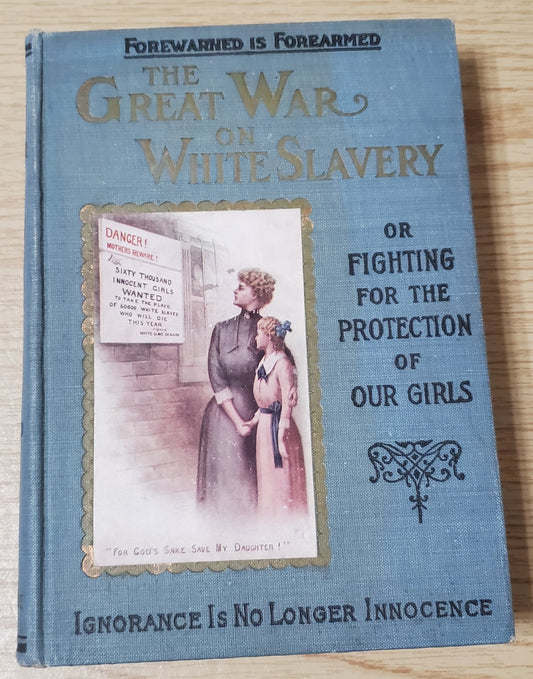 FOREWARNED IS FOREARMED
THE
GREAT WAR
ON
WHITE SLAVERY
OR
FIGHTING
FOR THE
PROTECTION
OF
OUR GIRLS
DANGER!
MOTHERS BEWARE!
SIXTY THOUSAND
INNOCENT GIRLS
WANTED
TO TAKE THE PLACE
OF 60000 WHITE SLAVES
WHO WILL DIE
THIS YEAR
"FOR GOD'S SAKE SAVE MY DAUGHTER!"
IGNORANCE IS NO LONGER INNOCENCE